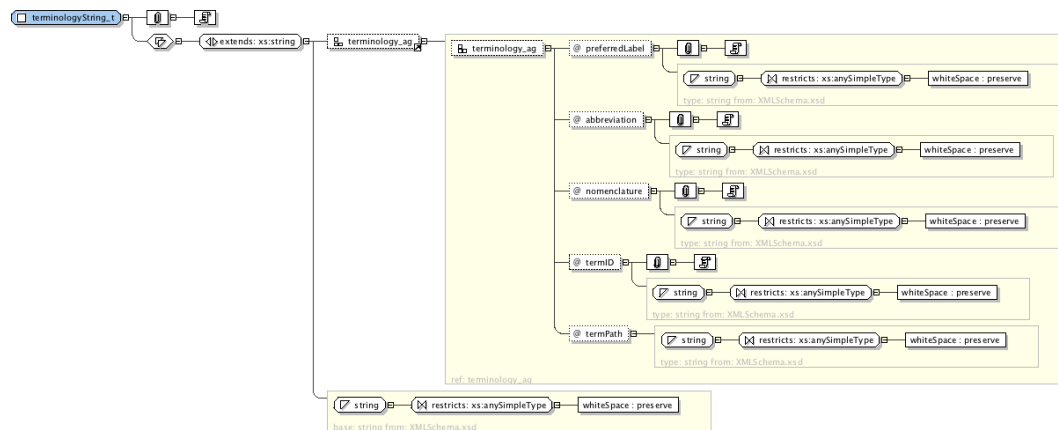 terminologyString_t
extends: xs:string
terminology_ag
terminology_ag
@ preferredLabel
string
restricts: xs:anySimpleType
whiteSpace : preserve
type: string from: XMLSchema.xsd
@ abbreviation
string
restricts: xs:anySimpleType
whiteSpace : preserve
type: string from: XMLSchema.xsd
@ nomenclature
string
restricts: xs:anySimpleType
whiteSpace : preserve
type: string from: XMLSchema.xsd
@ termID
string
restricts: xs:anySimpleType
whiteSpace : preserve
type: string from: XMLSchema.xsd
@ termPath
string
restricts: xs:anySimpleType
whiteSpace : preserve
type: string from: XMLSchema.xsd
ref: terminology_ag
string
restricts: xs:anySimpleType
whiteSpace : preserve
base: string from: XMLSchema.xsd